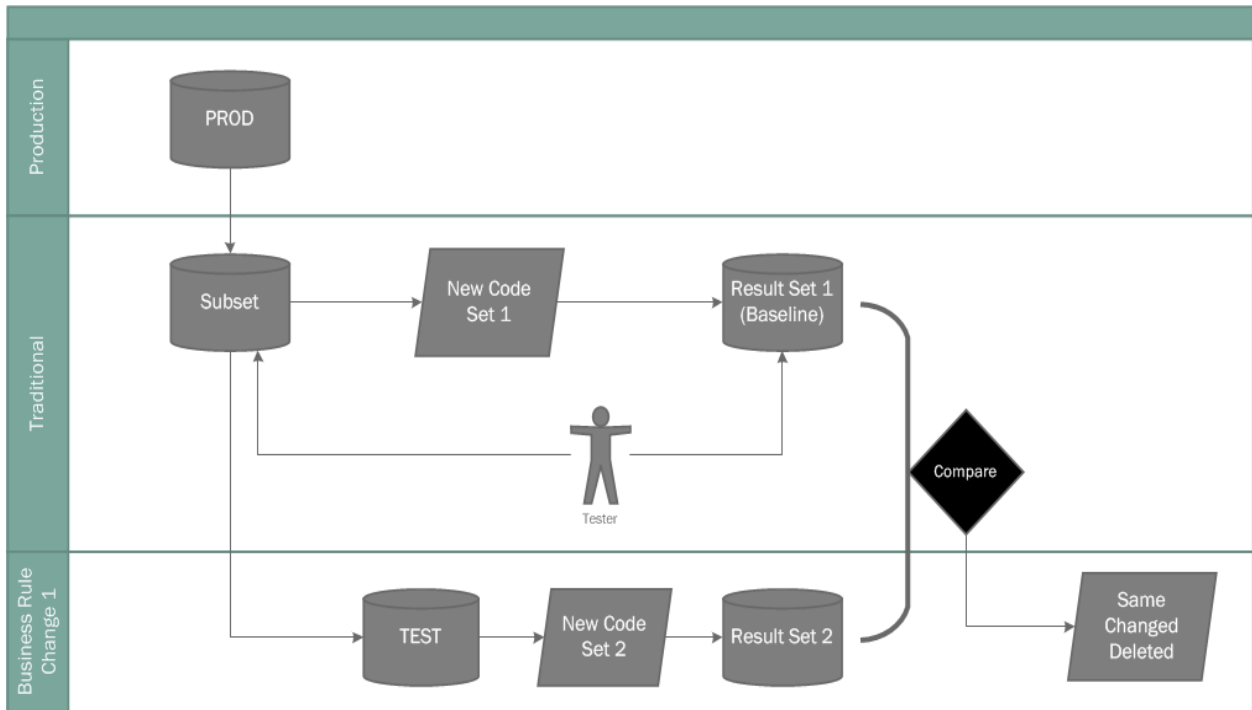 Production
PROD
Traditional
Subset
New Code
Set 1
Result Set 1
(Baseline)
Tester
Compare
Business Rule
Change 1
TEST
New Code
Set 2
Result Set 2
Same
Changed
Deleted